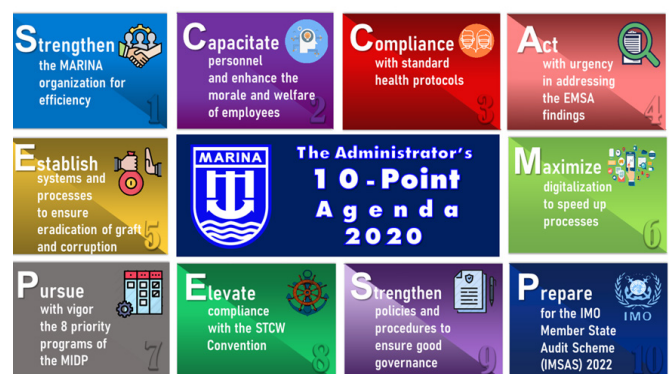 Strengthen
the MARINA
organization for
efficiency
1
Capacitate
personnel
and enhance the
morale and welfare
of employees
2
Compliance
with standard
health protocols
3
Act
with urgency
in addressing
the EMSA
findings
4
Establish
systems and
processes
to ensure
eradication of graft
and corruption
5
MARINA
The Administrator's
10-Point
Agenda
2020
Maximize
digitalization
to speed up
processes
6
Pursue
with vigor
the 8 priority
programs of
the MIDP
7
Elevate
compliance
with the STCW
Convention
8
Strengthen
policies and
procedures to
ensure good
governance
9
Prepare
for the IMO
Member State
Audit Scheme
(IMSAS) 2022
IMO
10